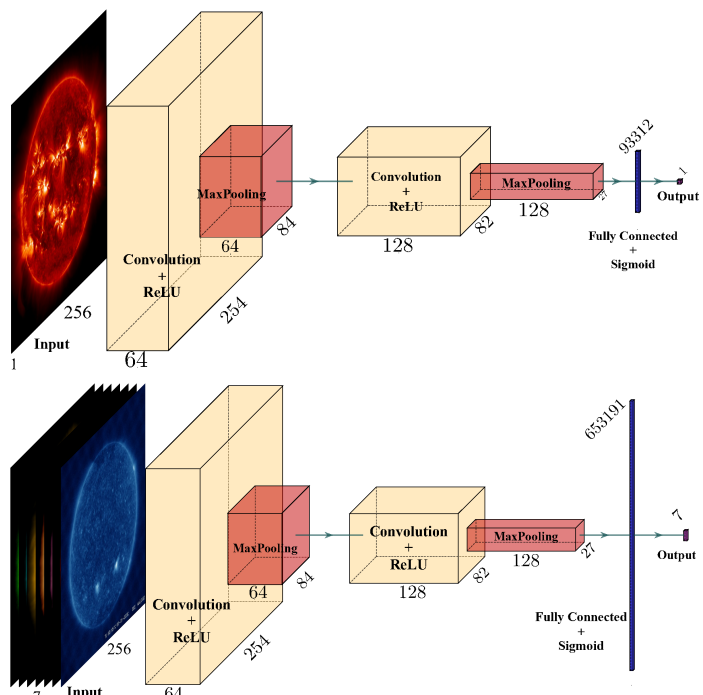 93312
Convolution
+
ReLU
MaxPooling
MaxPooling
1
Output
27
128
64
84
128
82
Fully Connected
+
Sigmoid
Convolution
+
ReLU
256
254
Input
1
64
653191
7
Convolution
+
ReLU
MaxPooling
MaxPooling
Output
27
128
64
84
128
82
Convolution
+
ReLU
Fully Connected
+
Sigmoid
256
254
7
Input
64